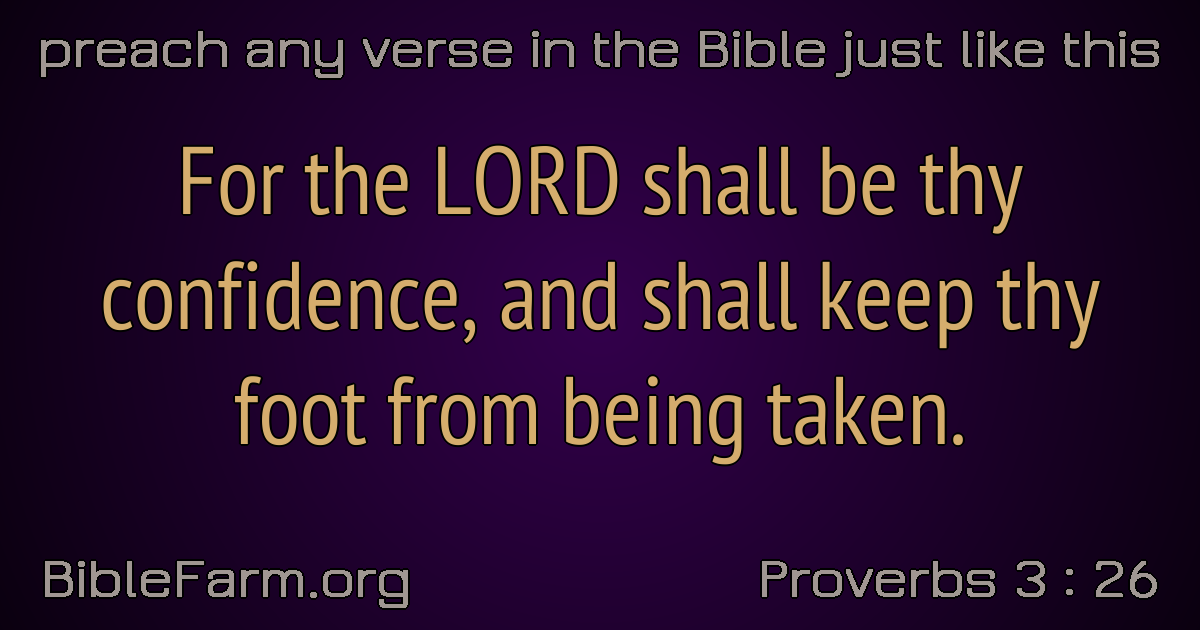 preach any verse in the Bible just like this
For the LORD shall be thy
confidence, and shall keep thy
foot from being taken.
BibleFarm.org
Proverbs 3 : 26